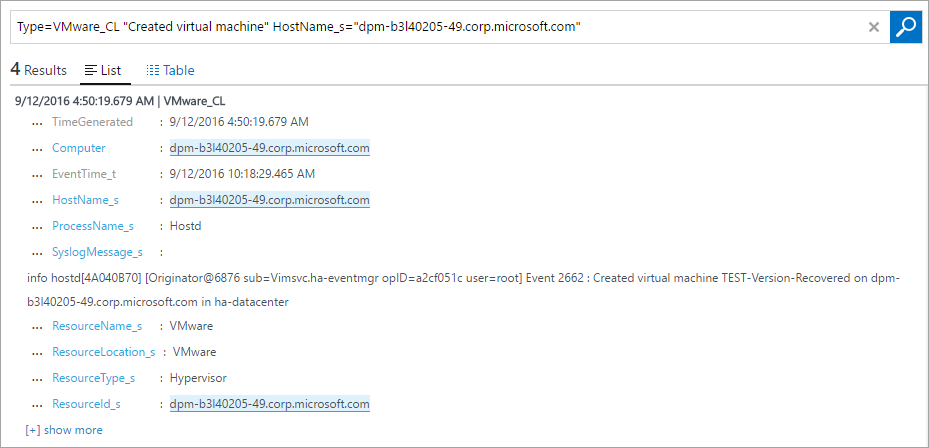 Type=VMware_CL "Created virtual machine" HostName_s="dpm-b3l40205-49.corp.microsoft.com"
4 Results List Table
9/12/2016 4:50:19.679 AM | VMware_CL
... TimeGenerated : 9/12/2016 4:50:19.679 AM
... Computer : dpm-b3l40205-49.corp.microsoft.com
... EventTime_t : 9/12/2016 10:18:29.465 AM
... HostName_s : dpm-b3l40205-49.corp.microsoft.com
... ProcessName_s : Hostd
... SyslogMessage_s :
info hostd[4A040B70] [Originator@6876 sub=Vimsvc.ha-eventmgr opID=a2cf051c user=root] Event 2662 : Created virtual machine TEST-Version-Recovered on dpm-
b3l40205-49.corp.microsoft.com in ha-datacenter
... ResourceName_s : VMware
... ResourceLocation_s : VMware
... ResourceType_s : Hypervisor
... ResourceId_s : dpm-b3l40205-49.corp.microsoft.com
[+] show more